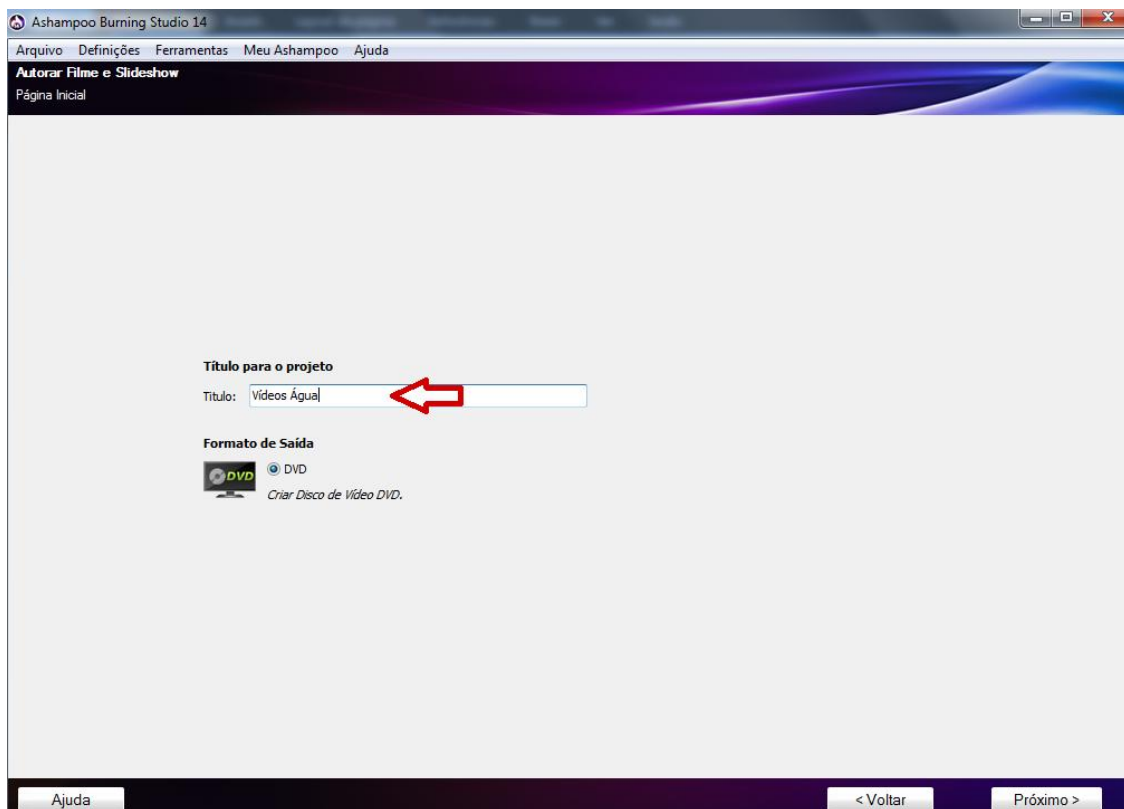 Ashampoo Burning Studio 14
Arquivo Definições Ferramentas Meu Ashampoo Ajuda
Autorar Filme e Slideshow
Página Inicial
Título para o projeto
Titulo: Vídeos Água
Formato de Saída
DVD DVD
Criar Disco de Vídeo DVD.
Ajuda < Voltar Próximo >